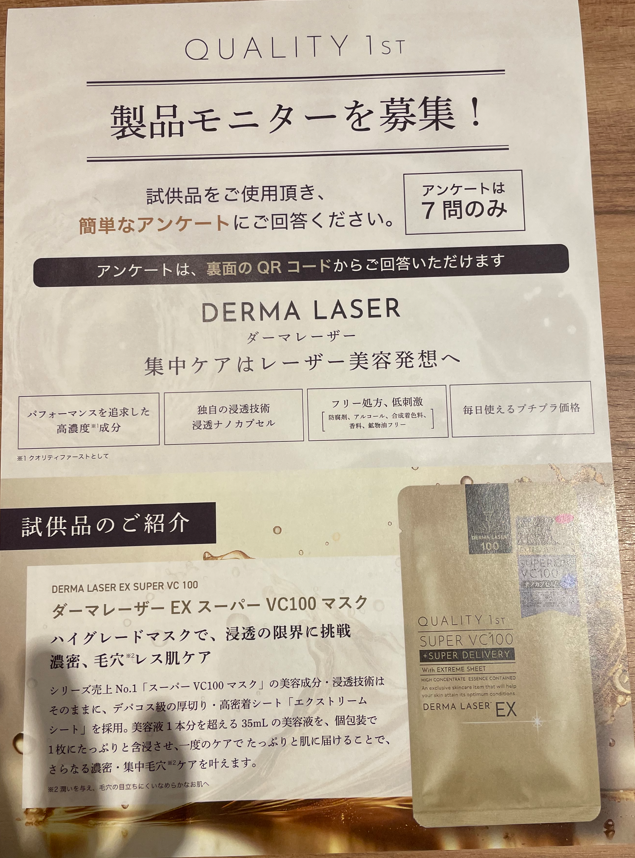 QUALITY 1ST
製品モニターを募集！
試供品をご使用頂き、
簡単なアンケートにご回答ください。
アンケートは
7問のみ
アンケートは、裏面のQRコードからご回答いただけます
DERMA LASER
ダーマレーザー
集中ケアはレーザー美容発想へ
パフォーマンスを追求した
高濃度※1成分
独自の浸透技術
浸透ナノカプセル
フリー処方、低刺激
[防腐剤、アルコール、合成着色料、
香料、鉱物油フリー]
毎日使えるプチプラ価格
※1 クオリティファーストとして
試供品のご紹介
DERMA LASER EX SUPER VC 100
ダーマレーザー EX スーパー VC100 マスク
ハイグレードマスクで、浸透の限界に挑戦
濃密、毛穴※2レス肌ケア
シリーズ売上 No.1「スーパー VC100 マスク」の美容成分・浸透技術は
そのままに、デパコス級の厚切り・高密着シート「エクストリーム
シート」を採用。美容液 1 本分を超える 35mL の美容液を、個包装で
1 枚にたっぷりと含浸させ、一度のケアで たっぷりと肌に届けることで、
さらなる濃密・集中毛穴※2ケアを叶えます。
※2 潤いを与え、毛穴の目立ちにくいなめらかなお肌へ
DERMA LASER
100
SUPER
VC100
QUALITY 1ST
SUPER VC100
+SUPER DELIVERY
With EXTREME SHEET
HIGH CONCENTRATE ESSENCE CONTAINED
An exclusive skincare item that will help
your skin attain its optimum conditions.
DERMA LASER EX